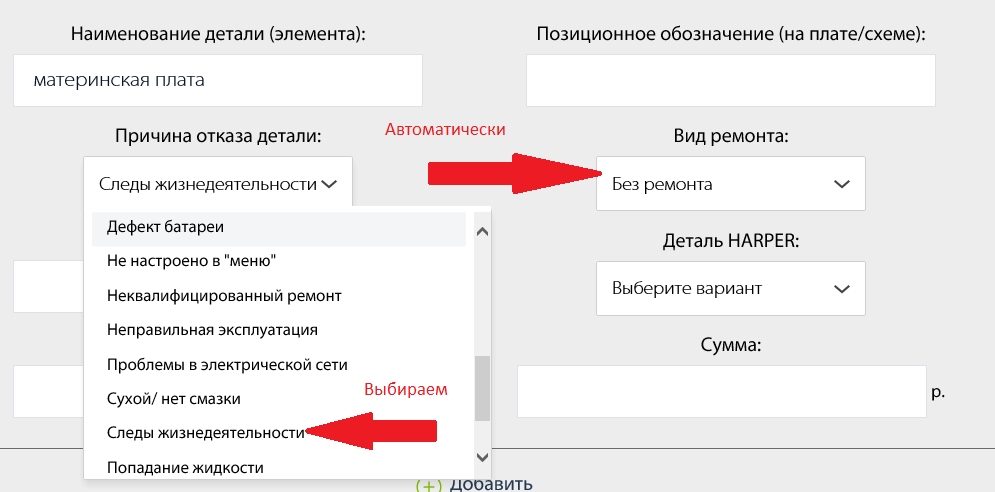 Наименование детали (элемента):
Позиционное обозначение (на плате/схеме):
материнская плата
Причина отказа детали:
Автоматически
Вид ремонта:
Следы жизнедеятельности
Без ремонта
Дефект батареи
Не настроено в "меню"
Неквалифицированный ремонт
Неправильная эксплуатация
Проблемы в электрической сети
Сухой/ нет смазки
Следы жизнедеятельности
Попадание жидкости
Выбираем
Деталь HARPER:
Выберите вариант
Сумма:
р.
(+) Добавить